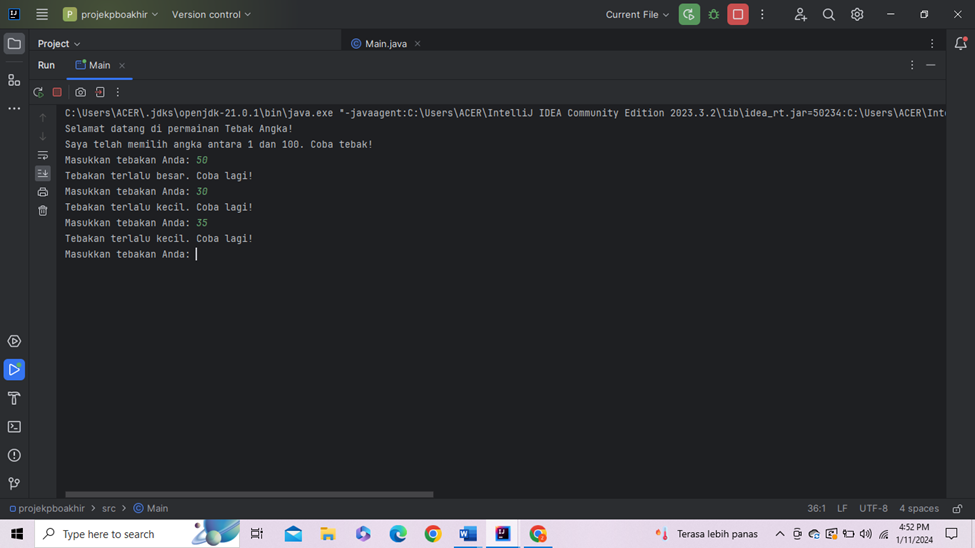 projekpboakhir
Version control
Current File
Project
Main.java
Run
Main
C:\Users\ACER\.jdks\openjdk-21.0.1\bin\java.exe "-javaagent:C:\Users\ACER\IntelliJ IDEA Community Edition 2023.3.2\lib\idea_rt.jar=50234:C:\Users\ACER\Inte
Selamat datang di permainan Tebak Angka!
Saya telah memilih angka antara 1 dan 100. Coba tebak!
Masukkan tebakan Anda: 50
Tebakan terlalu besar. Coba lagi!
Masukkan tebakan Anda: 30
Tebakan terlalu kecil. Coba lagi!
Masukkan tebakan Anda: 35
Tebakan terlalu kecil. Coba lagi!
Masukkan tebakan Anda:
projekpboakhir > src > Main
36:1 LF UTF-8 4 spaces
Type here to search
Terasa lebih panas
4:52 PM
1/11/2024